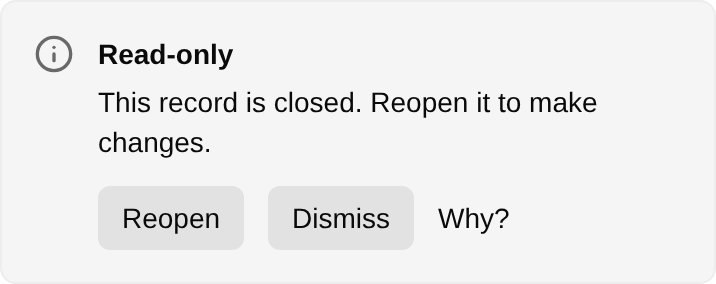 Read-only
This record is closed. Reopen it to make
changes.
Reopen Dismiss Why?